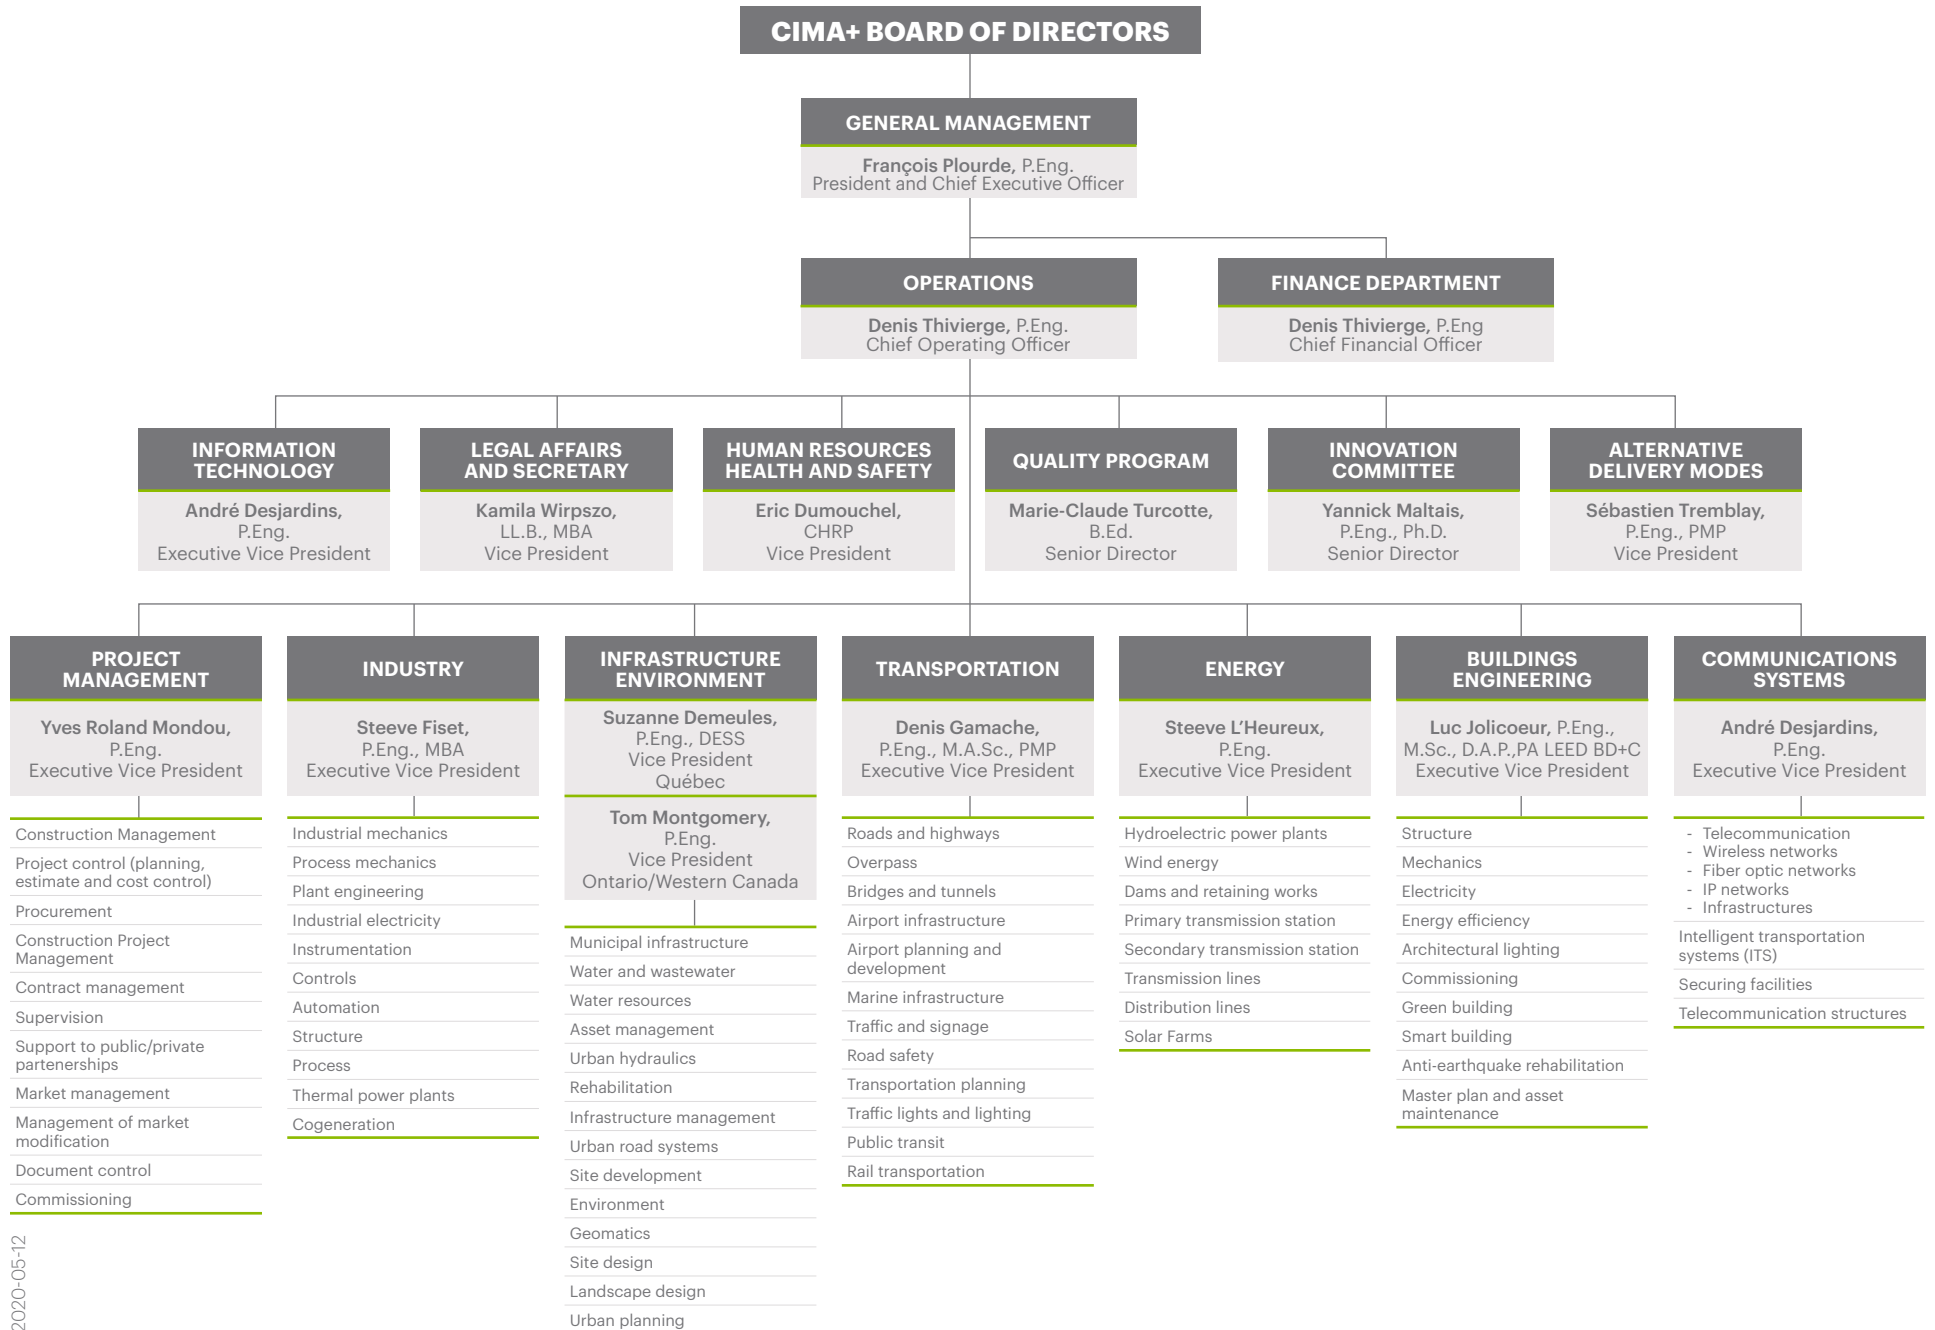 CIMA+ BOARD OF DIRECTORS
GENERAL MANAGEMENT
François Plourde, P.Eng.
President and Chief Executive Officer
OPERATIONS
Denis Thivierge, P.Eng.
Chief Operating Officer
FINANCE DEPARTMENT
Denis Thivierge, P.Eng
Chief Financial Officer
INFORMATION
TECHNOLOGY
André Desjardins,
P.Eng.
Executive Vice President
LEGAL AFFAIRS
AND SECRETARY
Kamila Wirpszo,
LL.B., MBA
Vice President
HUMAN RESOURCES
HEALTH AND SAFETY
Eric Dumouchel,
CHRP
Vice President
QUALITY PROGRAM
Marie-Claude Turcotte,
B.Ed.
Senior Director
INNOVATION
COMMITTEE
Yannick Maltais,
P.Eng., Ph.D.
Senior Director
ALTERNATIVE
DELIVERY MODES
Sébastien Tremblay,
P.Eng., PMP
Vice President
PROJECT
MANAGEMENT
Yves Roland Mondou,
P.Eng.
Executive Vice President
Construction Management
Project control (planning,
estimate and cost control)
Procurement
Construction Project
Management
Contract management
Supervision
Support to public/private
partenerships
Market management
Management of market
modification
Document control
Commissioning
INDUSTRY
Steeve Fiset,
P.Eng., MBA
Executive Vice President
Industrial mechanics
Process mechanics
Plant engineering
Industrial electricity
Instrumentation
Controls
Automation
Structure
Process
Thermal power plants
Cogeneration
INFRASTRUCTURE
ENVIRONMENT
Suzanne Demeules,
P.Eng., DESS
Vice President
Québec
Tom Montgomery,
P.Eng.
Vice President
Ontario/Western Canada
Municipal infrastructure
Water and wastewater
Water resources
Asset management
Urban hydraulics
Rehabilitation
Infrastructure management
Urban road systems
Site development
Environment
Geomatics
Site design
Landscape design
Urban planning
TRANSPORTATION
Denis Gamache,
P.Eng., M.A.Sc., PMP
Executive Vice President
Roads and highways
Overpass
Bridges and tunnels
Airport infrastructure
Airport planning and
development
Marine infrastructure
Traffic and signage
Road safety
Transportation planning
Traffic lights and lighting
Public transit
Rail transportation
ENERGY
Steeve L’Heureux,
P.Eng.
Executive Vice President
Hydroelectric power plants
Wind energy
Dams and retaining works
Primary transmission station
Secondary transmission station
Transmission lines
Distribution lines
Solar Farms
BUILDINGS
ENGINEERING
Luc Jolicoeur, P.Eng.,
M.Sc., D.A.P.,PA LEED BD+C
Executive Vice President
Structure
Mechanics
Electricity
Energy efficiency
Architectural lighting
Commissioning
Green building
Smart building
Anti-earthquake rehabilitation
Master plan and asset
maintenance
COMMUNICATIONS
SYSTEMS
André Desjardins,
P.Eng.
Executive Vice President
- Telecommunication
- Wireless networks
- Fiber optic networks
- IP networks
- Infrastructures
Intelligent transportation
systems (ITS)
Securing facilities
Telecommunication structures
2020-05-12